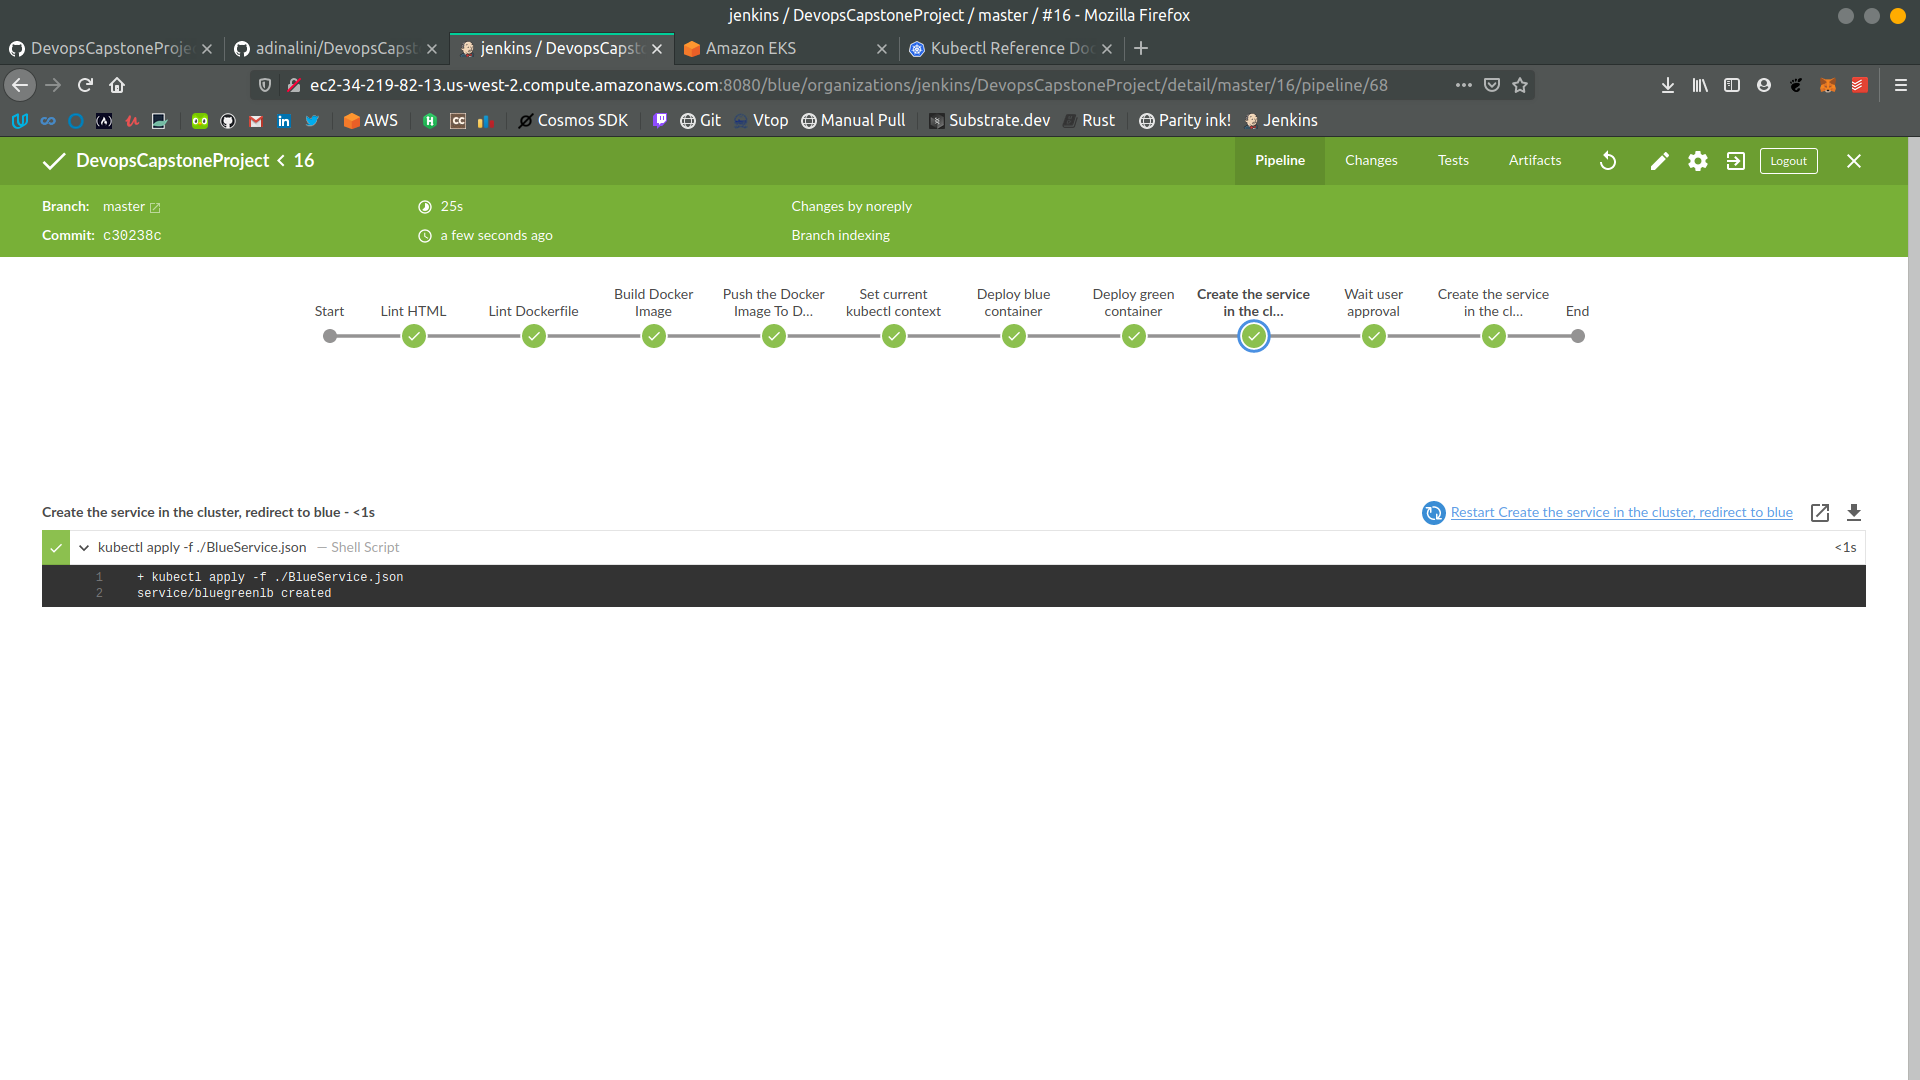 jenkins / DevopsCapstoneProject / master / #16 - Mozilla Firefox
DevopsCapstoneProje
adinalini/DevopsCapst
jenkins / DevopsCapst
Amazon EKS
Kubectl Reference Do
ec2-34-219-82-13.us-west-2.compute.amazonaws.com:8080/blue/organizations/jenkins/DevopsCapstoneProject/detail/master/16/pipeline/68
AWS
Cosmos SDK
Git
Vtop
Manual Pull
Substrate.dev
Rust
Parity ink!
Jenkins
DevopsCapstoneProject < 16
Pipeline
Changes
Tests
Artifacts
Logout
Branch: master
25s
Changes by noreply
Commit: c30238c
a few seconds ago
Branch indexing
Start
Lint HTML
Lint Dockerfile
Build Docker
Image
Push the Docker
Image To D...
Set current
kubectl context
Deploy blue
container
Deploy green
container
Create the service
in the cl...
Wait user
approval
Create the service
in the cl...
End
Create the service in the cluster, redirect to blue - <1s
Restart Create the service in the cluster, redirect to blue
kubectl apply -f ./BlueService.json — Shell Script
<1s
1 + kubectl apply -f ./BlueService.json
2 service/bluegreenlb created